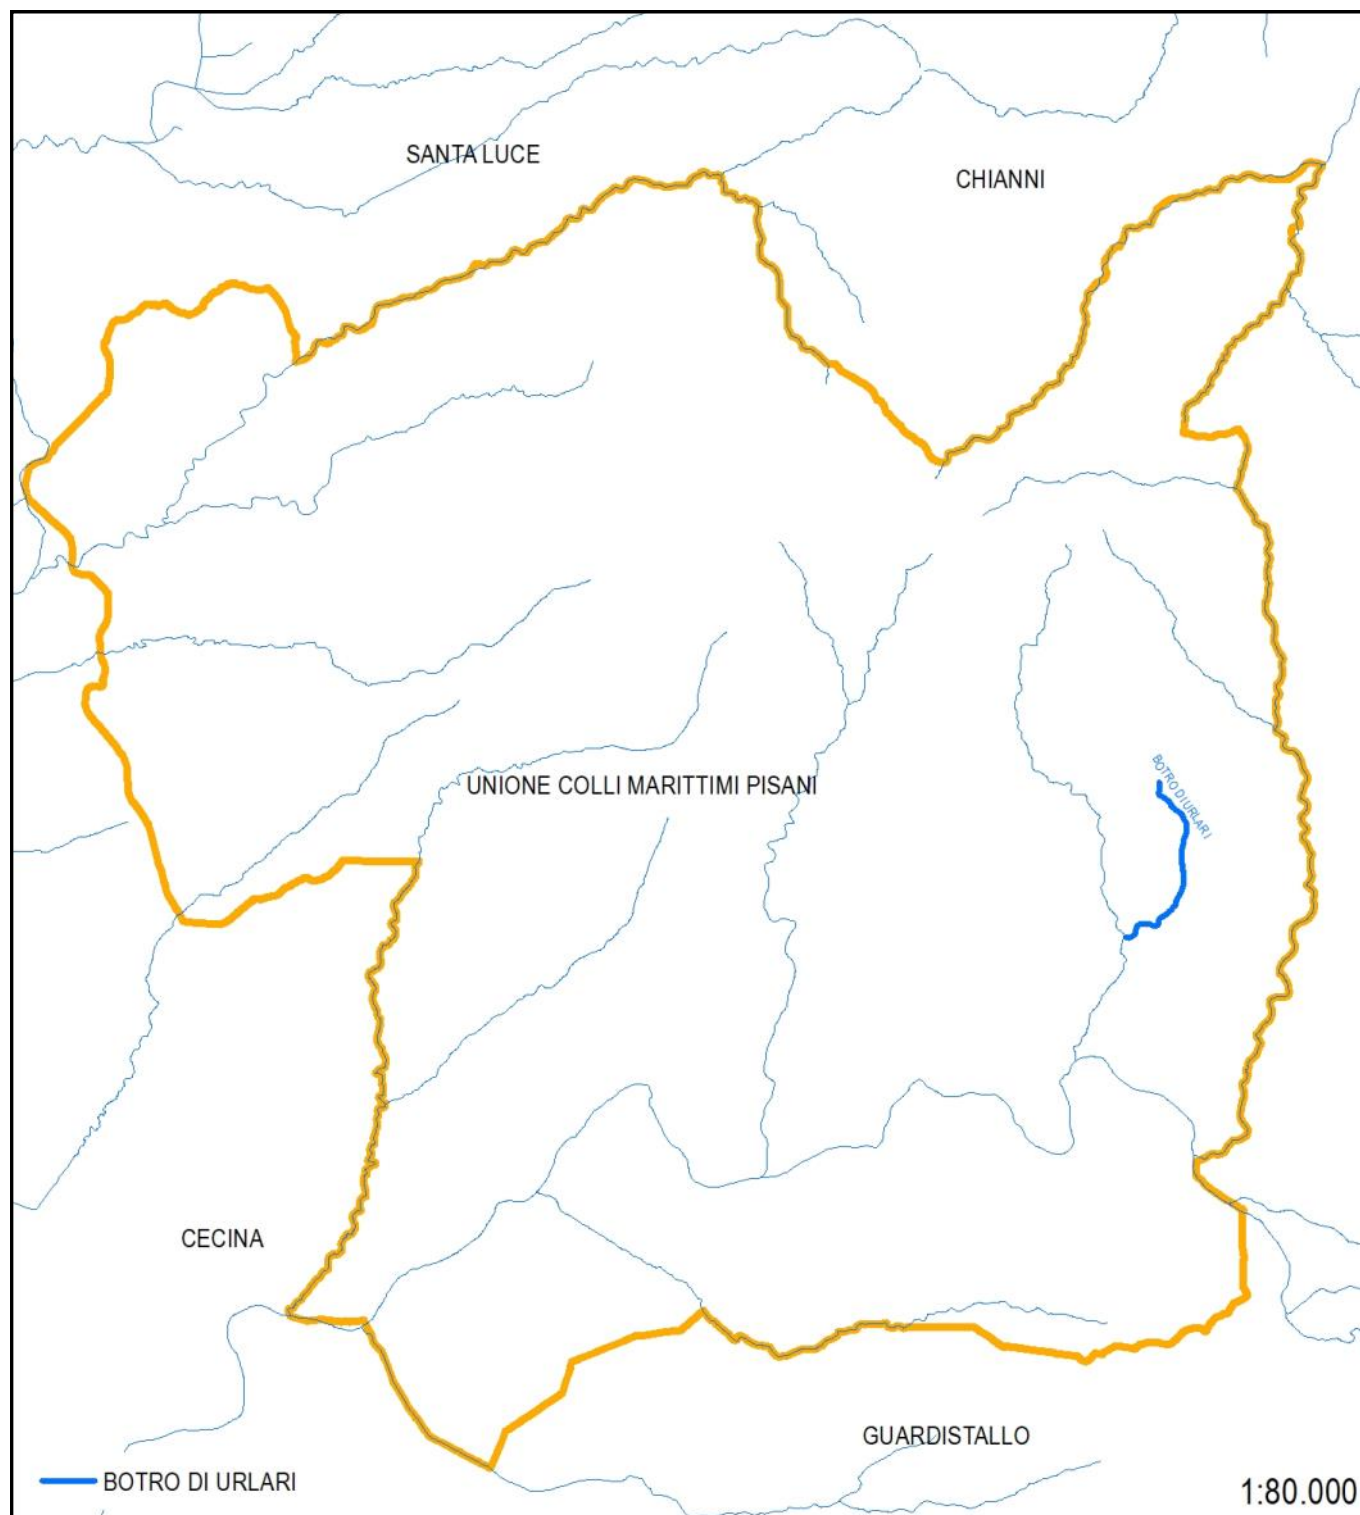 SANTA LUCE
CHIANNI
BOTRO DI URLARI
UNIONE COLLI MARITTIMI PISANI
CECINA
GUARDISTALLO
BOTRO DI URLARI
1:80.000